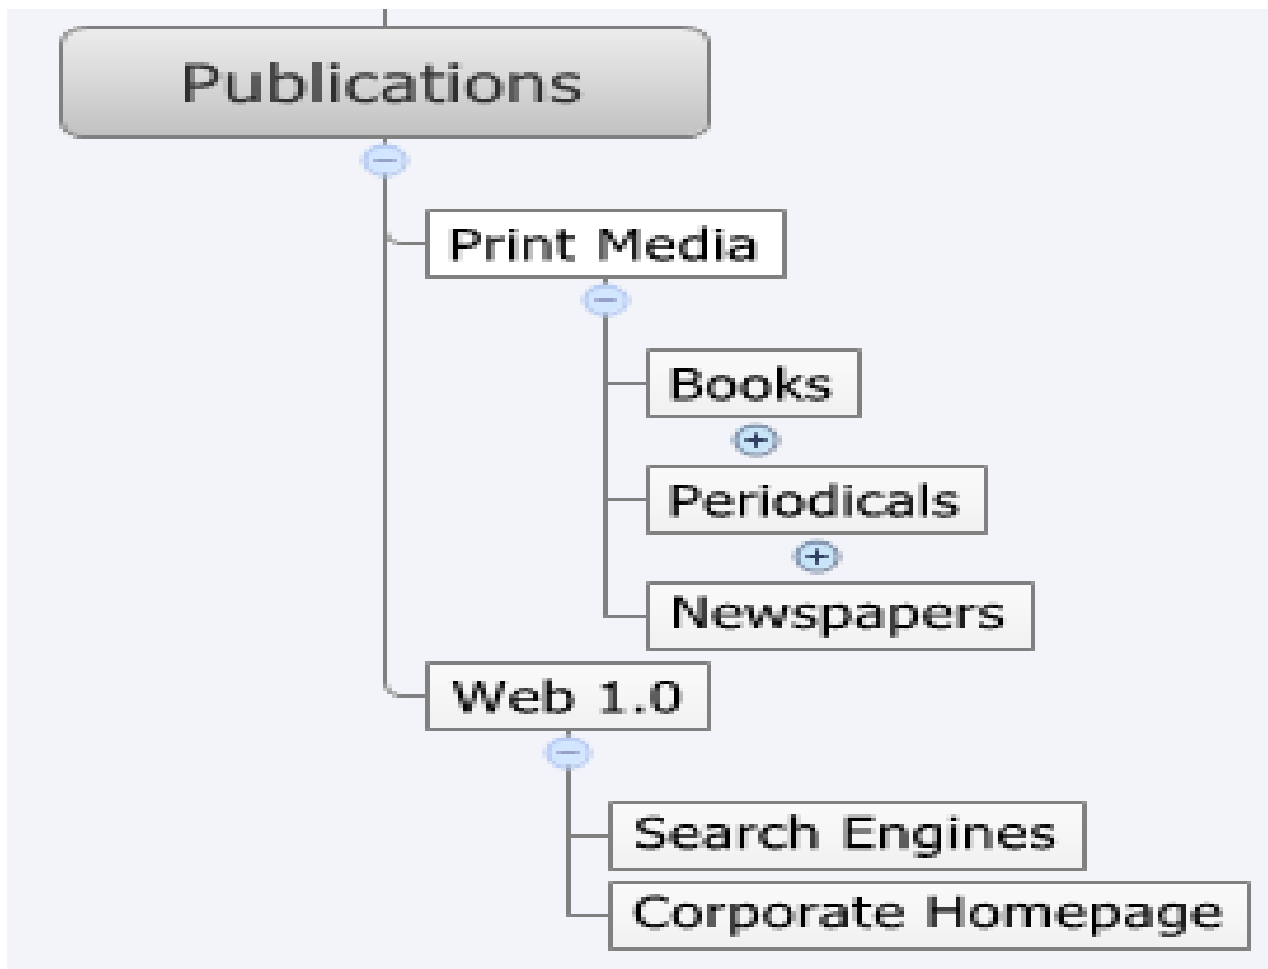 Publications
Print Media
Books
Periodicals
Newspapers
Web 1.0
Search Engines
Corporate Homepage